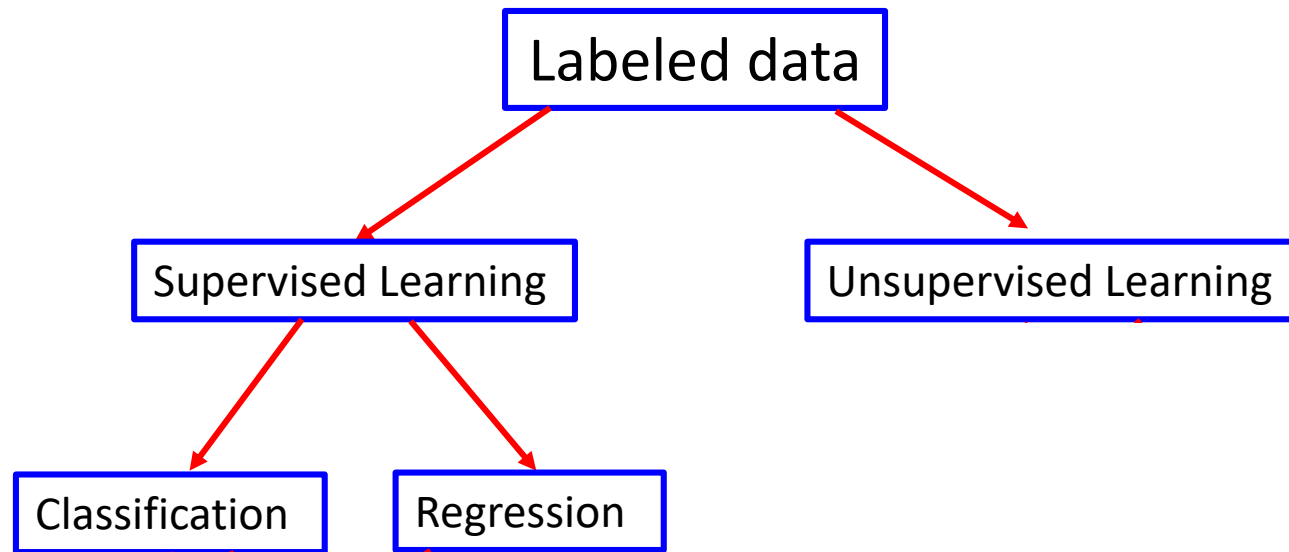 Labeled data
Supervised Learning
Unsupervised Learning
Classification
Regression